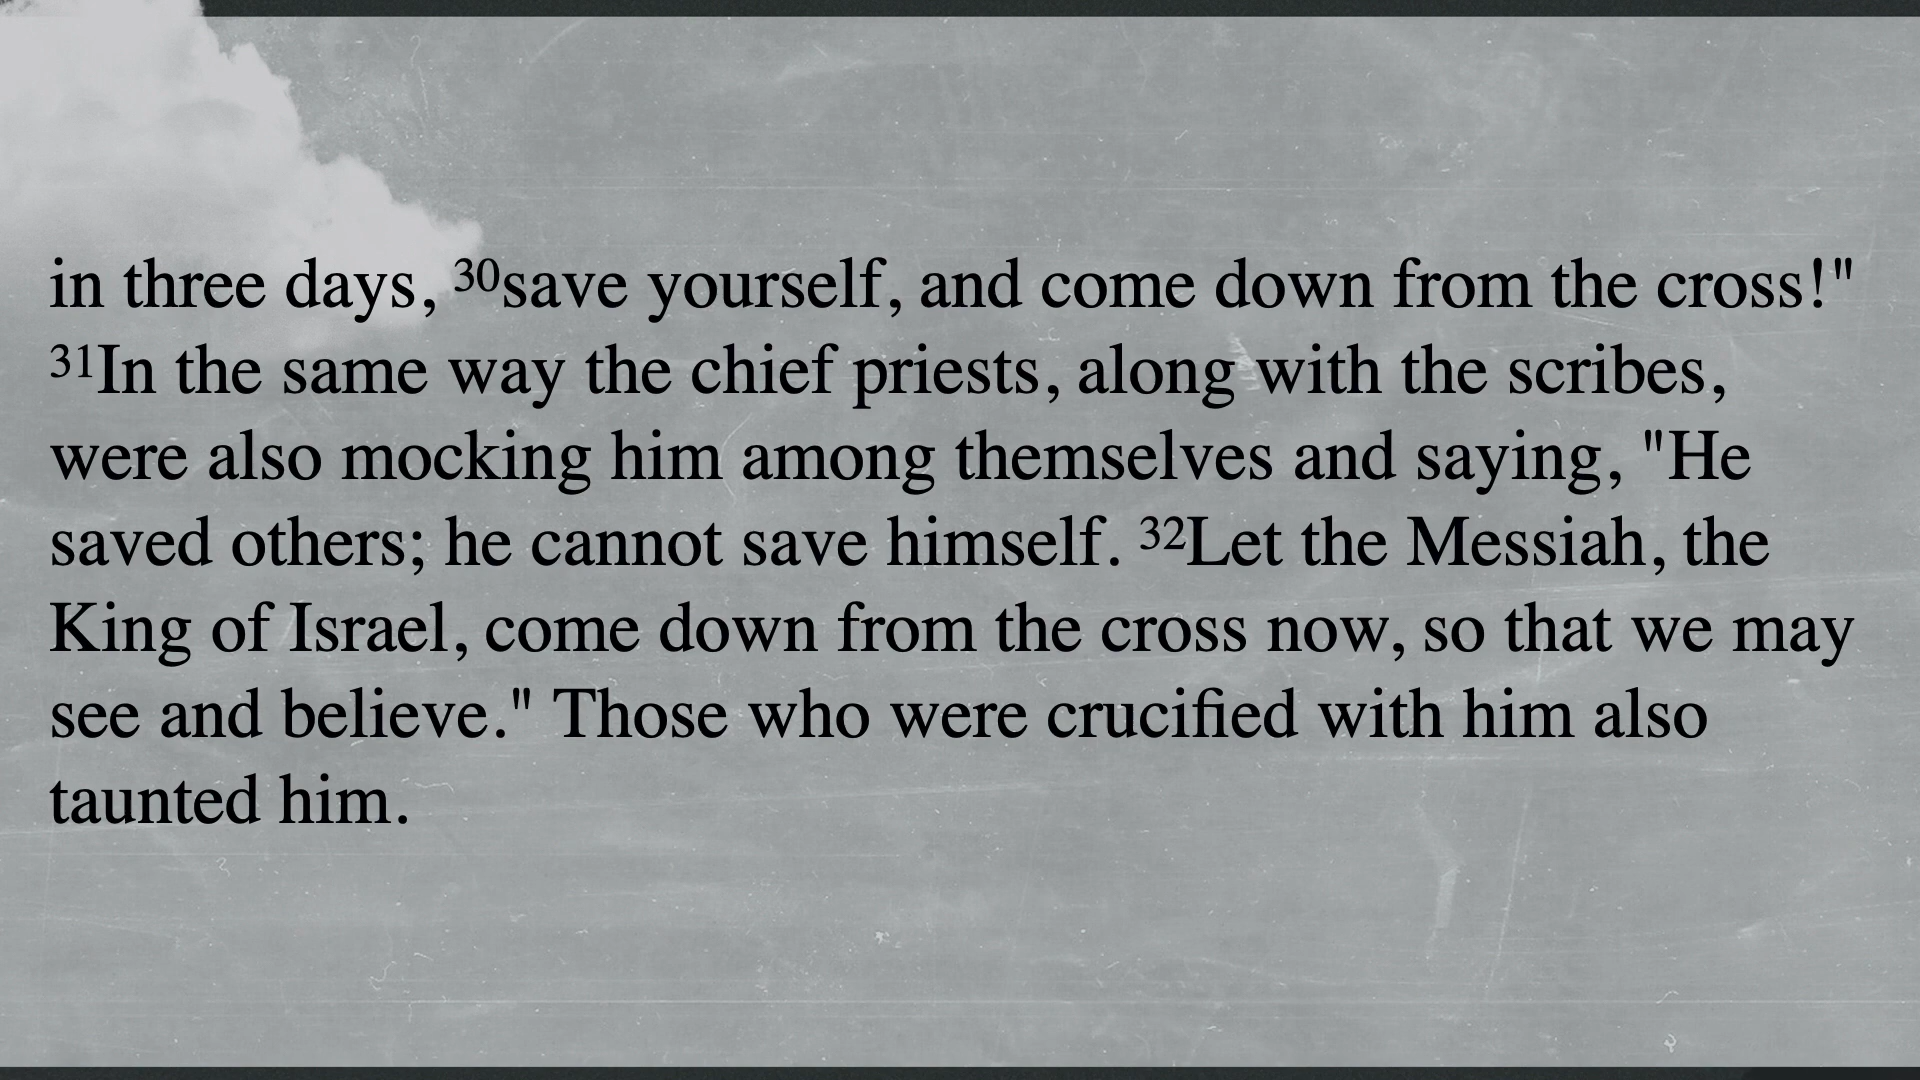 in three days, 30save yourself, and come down from the cross!"
31In the same way the chief priests, along with the scribes,
were also mocking him among themselves and saying, "He
saved others; he cannot save himself. 32Let the Messiah, the
King of Israel, come down from the cross now, so that we may
see and believe." Those who were crucified with him also
taunted him.